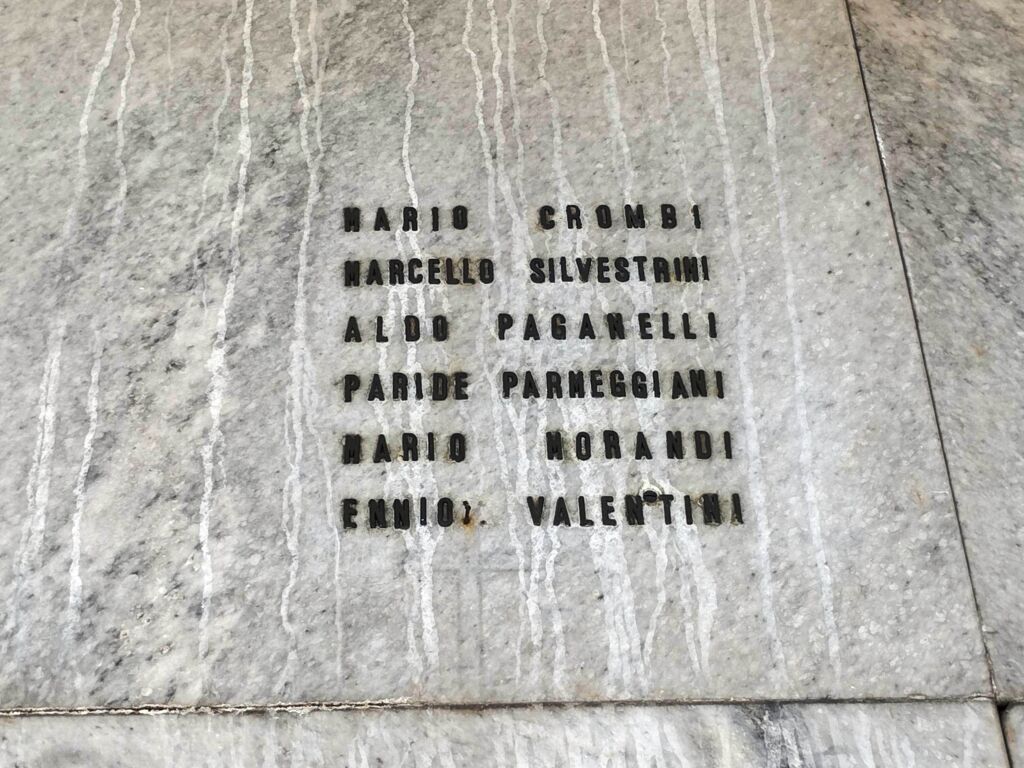 MARIO CROMBI
MARCELLO SILVESTRINI
ALDO PAGANELLI
PARIDE PARMEGGIANI
MARIO MORANDI
ENNIO VALENTINI